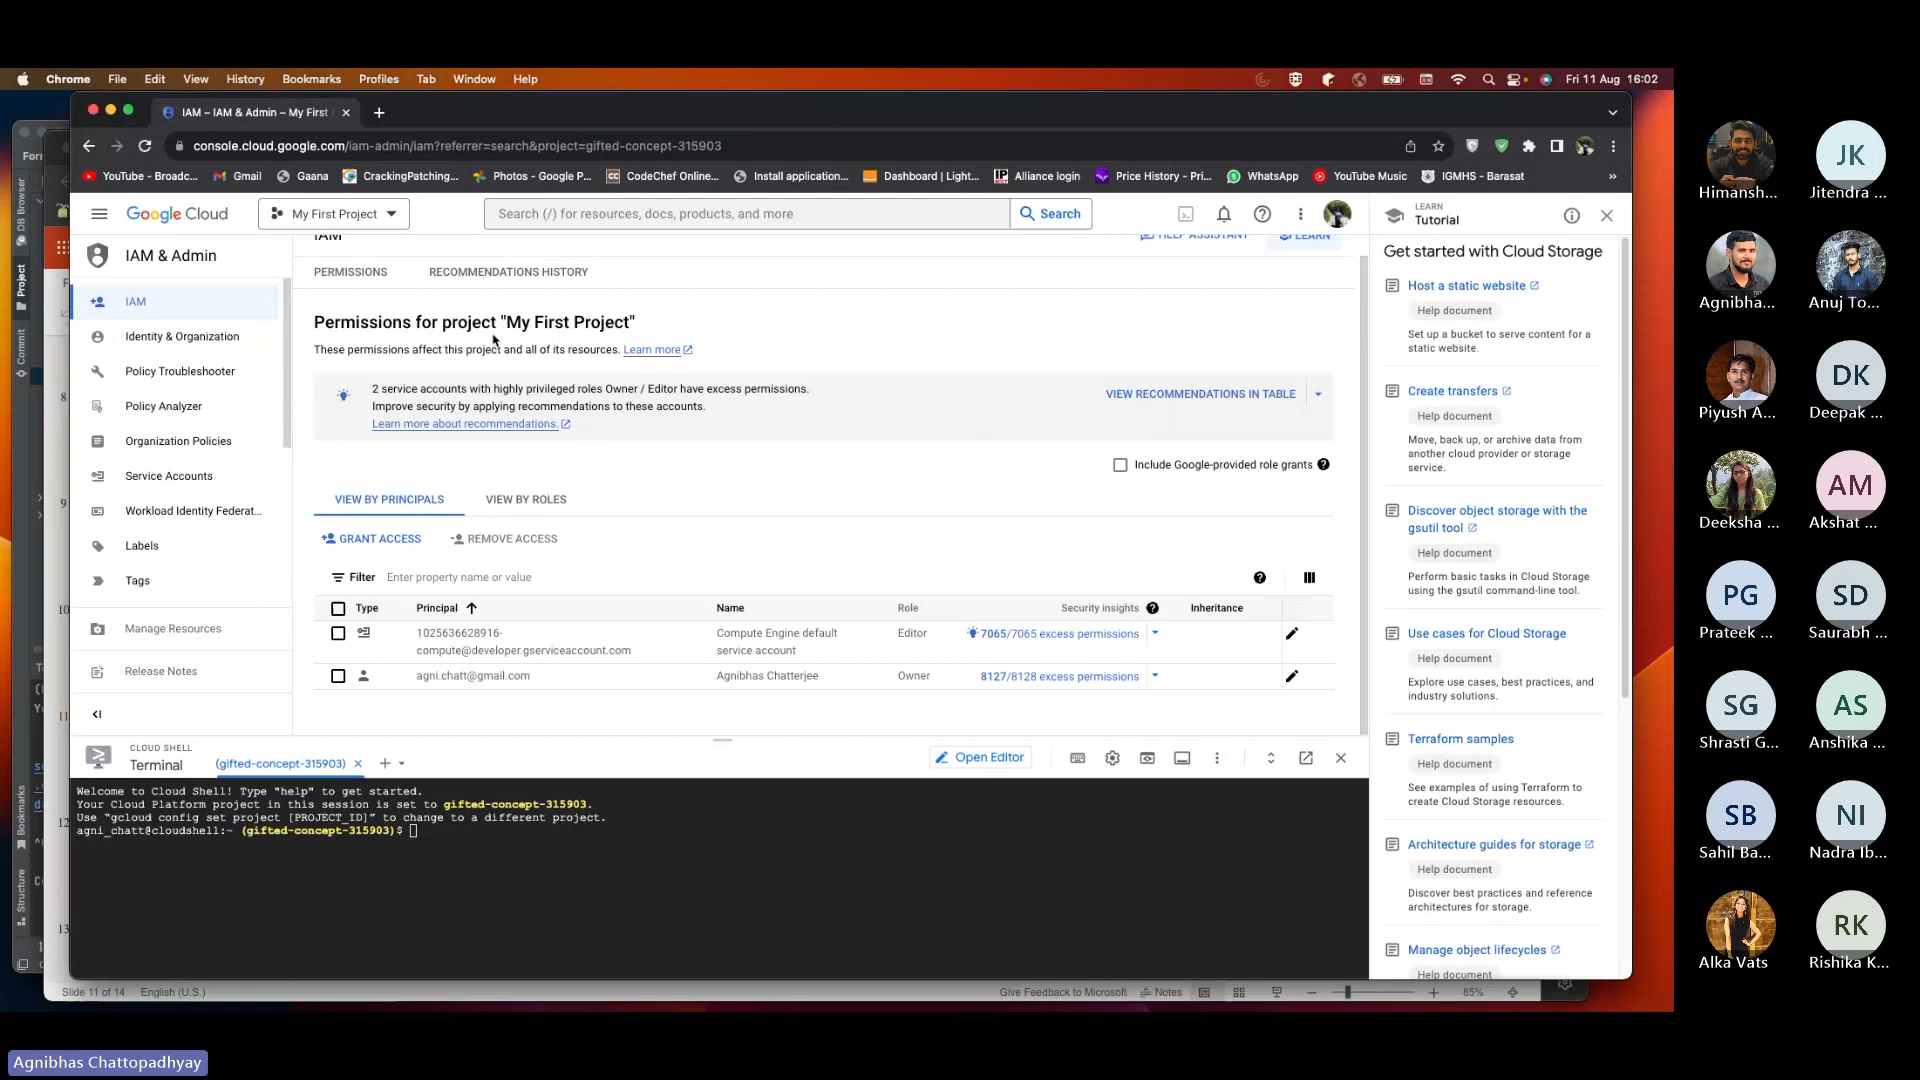 Chrome File Edit View History Bookmarks Profiles Tab Window Help
Fri 11 Aug 16:02
IAM – IAM & Admin – My First
console.cloud.google.com/iam-admin/iam?referrer=search&project=gifted-concept-315903
YouTube - Broadc... Gmail Gaana CrackingPatching... Photos - Google P... CodeChef Online... Install application... Dashboard | Light... Alliance login Price History - Pri... WhatsApp YouTube Music IGMHS - Barasat »
Google Cloud My First Project Search (/) for resources, docs, products, and more Search
IAM & Admin
IAM
Identity & Organization
Policy Troubleshooter
Policy Analyzer
Organization Policies
Service Accounts
Workload Identity Federat...
Labels
Tags
Manage Resources
Release Notes
IAM HELP ASSISTANT LEARN
PERMISSIONS RECOMMENDATIONS HISTORY
Permissions for project "My First Project"
These permissions affect this project and all of its resources. Learn more
2 service accounts with highly privileged roles Owner / Editor have excess permissions.
Improve security by applying recommendations to these accounts.
Learn more about recommendations.
VIEW RECOMMENDATIONS IN TABLE
Include Google-provided role grants
VIEW BY PRINCIPALS VIEW BY ROLES
GRANT ACCESS REMOVE ACCESS
Filter Enter property name or value
Type Principal Name Role Security insights Inheritance
1025636628916-
compute@developer.gserviceaccount.com
Compute Engine default
service account
Editor
7065/7065 excess permissions
agni.chatt@gmail.com Agnibhas Chatterjee Owner 8127/8128 excess permissions
CLOUD SHELL
Terminal
(gifted-concept-315903)
Open Editor
Welcome to Cloud Shell! Type "help" to get started.
Your Cloud Platform project in this session is set to gifted-concept-315903.
Use "gcloud config set project [PROJECT_ID]" to change to a different project.
agni_chatt@cloudshell:~ (gifted-concept-315903)$
LEARN
Tutorial
Get started with Cloud Storage
Host a static website
Help document
Set up a bucket to serve content for a
static website.
Create transfers
Help document
Move, back up, or archive data from
another cloud provider or storage
service.
Discover object storage with the
gsutil tool
Help document
Perform basic tasks in Cloud Storage
using the gsutil command-line tool.
Use cases for Cloud Storage
Help document
Explore use cases, best practices, and
industry solutions.
Terraform samples
Help document
See examples of using Terraform to
create Cloud Storage resources.
Architecture guides for storage
Help document
Discover best practices and reference
architectures for storage.
Manage object lifecycles
Help document
DB Browser
Project
Commit
Bookmarks
Structure
8
9
10
11
12
13
Slide 11 of 14 English (U.S.)
Give Feedback to Microsoft Notes 85%
Himansh...
JK
Jitendra ...
Agnibha...
Anuj To...
Piyush A...
DK
Deepak ...
Deeksha ...
AM
Akshat ...
PG
Prateek ...
SD
Saurabh ...
SG
Shrasti G...
AS
Anshika ...
SB
Sahil Ba...
NI
Nadra Ib...
Alka Vats
RK
Rishika K...
Agnibhas Chattopadhyay